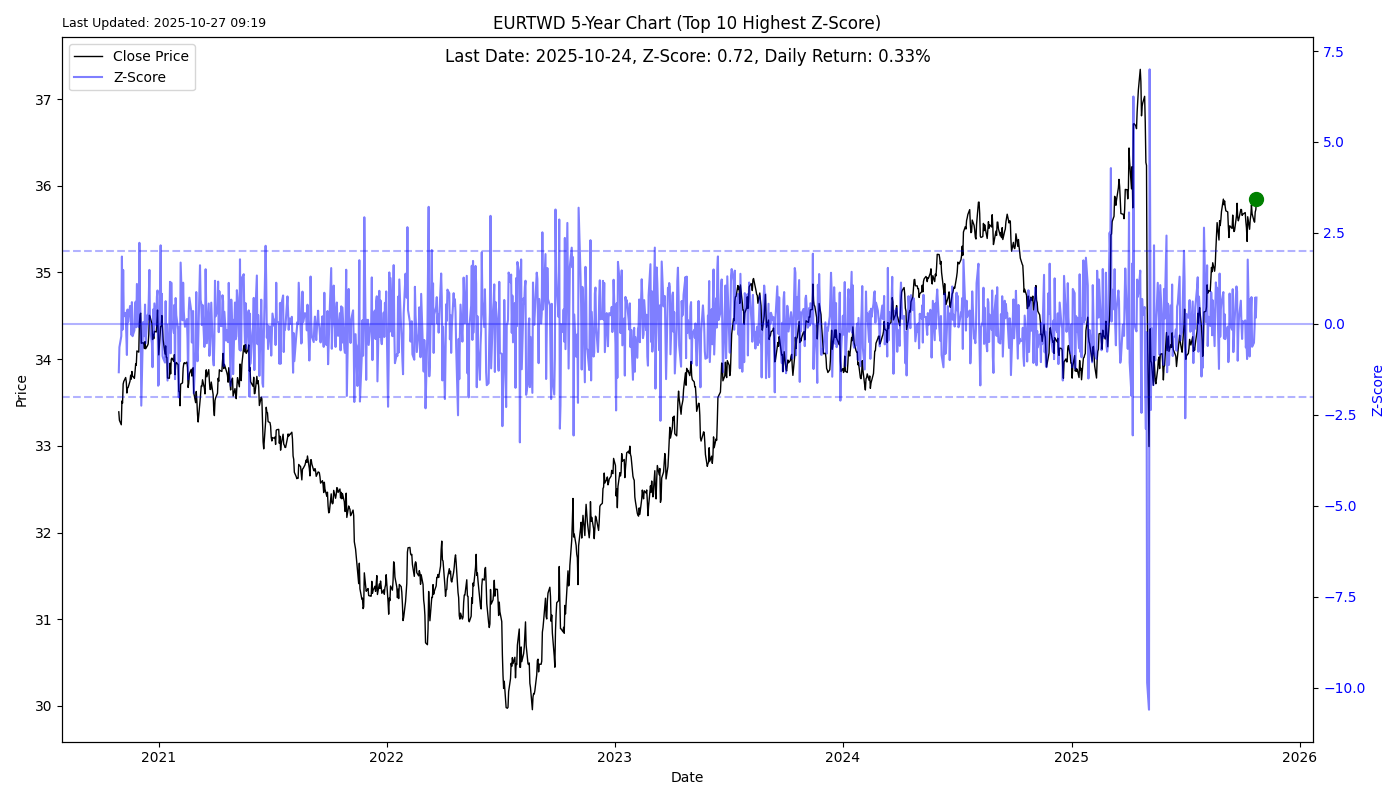 Last Updated: 2025-10-27 09:19
EURTWD 5-Year Chart (Top 10 Highest Z-Score)
Last Date: 2025-10-24, Z-Score: 0.72, Daily Return: 0.33%
Close Price
Z-Score
37
36
35
34
33
32
31
30
Price
7.5
5.0
2.5
0.0
−2.5
−5.0
−7.5
−10.0
Z-Score
2021
2022
2023
2024
2025
2026
Date